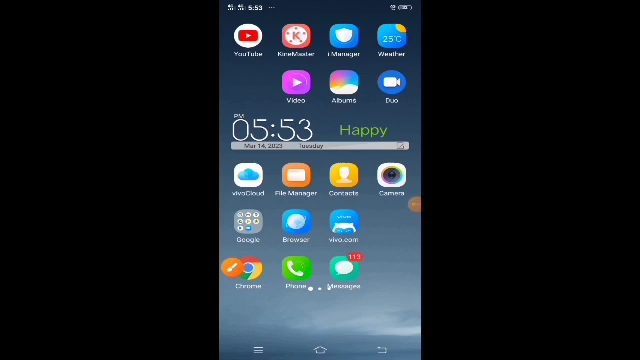 5:53
YouTube KineMaster i Manager Weather
25℃
Video Albums Duo
PM
05:53 Happy
Mar 14, 2023 Tuesday
vivoCloud File Manager Contacts Camera
Google Browser vivo.com
113
Chrome Phone Messages